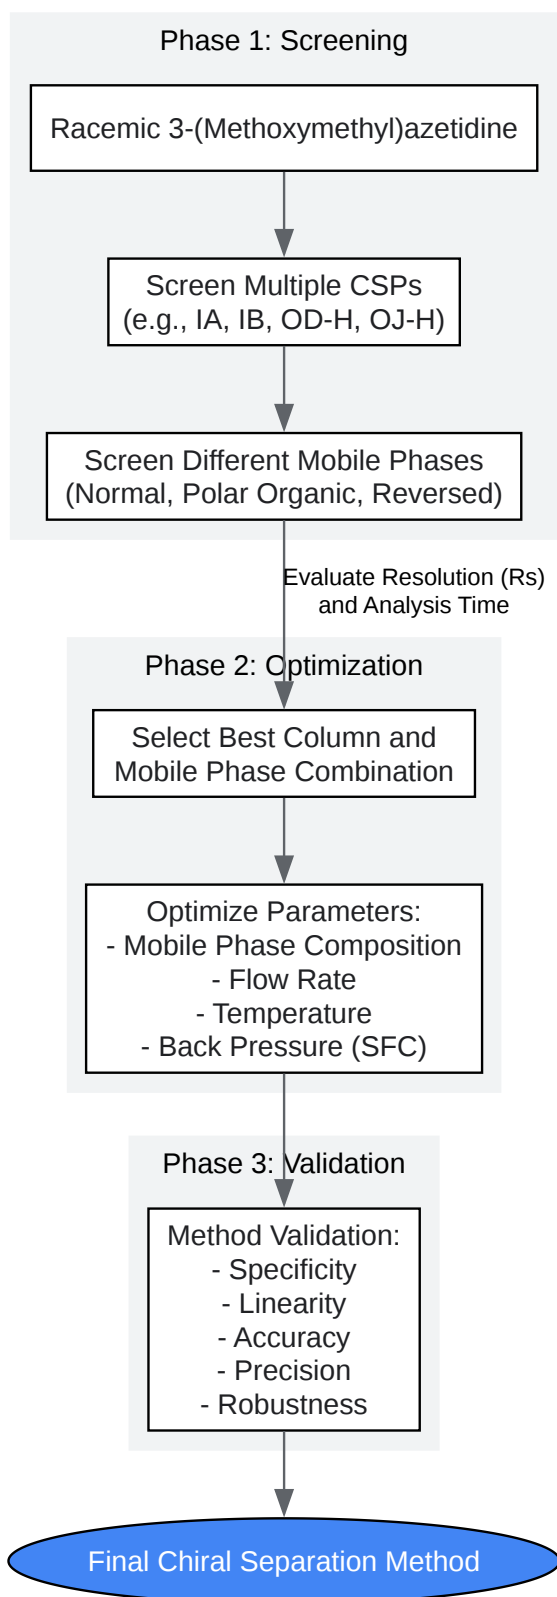 Phase 1: Screening
Racemic 3-(Methoxymethyl)azetidine
Screen Multiple CSPs
(e.g., IA, IB, OD-H, OJ-H)
Screen Different Mobile Phases
(Normal, Polar Organic, Reversed)
Evaluate Resolution (Rs)
and Analysis Time
Phase 2: Optimization
Select Best Column and
Mobile Phase Combination
Optimize Parameters:
- Mobile Phase Composition
- Flow Rate
- Temperature
- Back Pressure (SFC)
Phase 3: Validation
Method Validation:
- Specificity
- Linearity
- Accuracy
- Precision
- Robustness
Final Chiral Separation Method